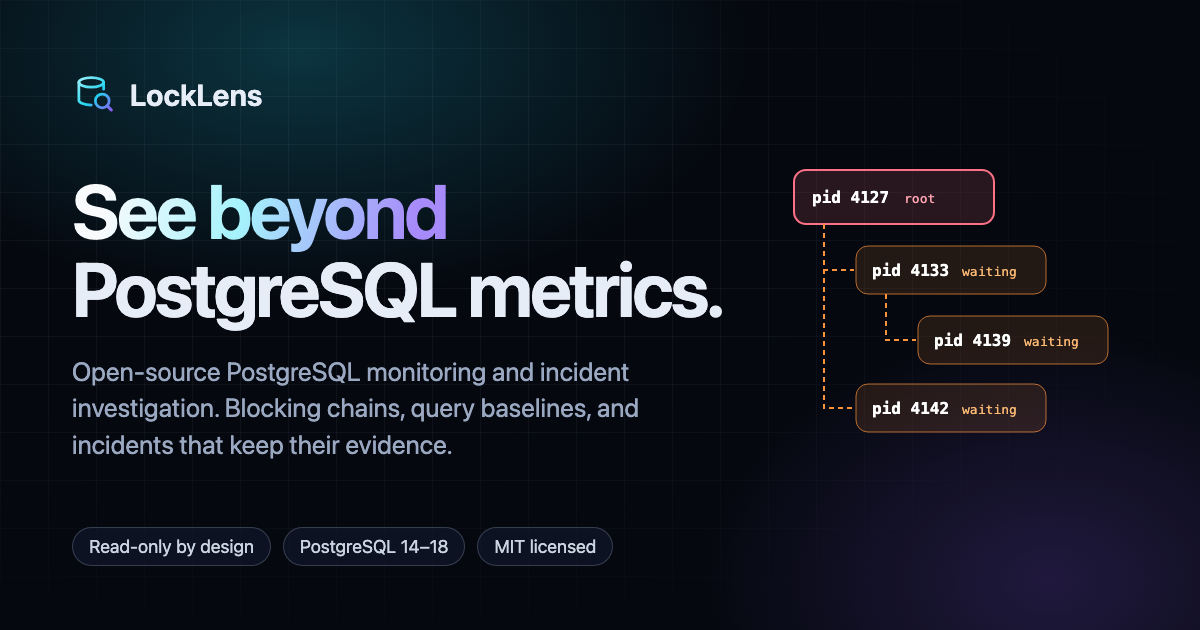 LockLens
See beyond
PostgreSQL metrics.
Open-source PostgreSQL monitoring and incident
investigation. Blocking chains, query baselines, and
incidents that keep their evidence.
Read-only by design
PostgreSQL 14–18
MIT licensed
pid 4127 root
pid 4133 waiting
pid 4139 waiting
pid 4142 waiting